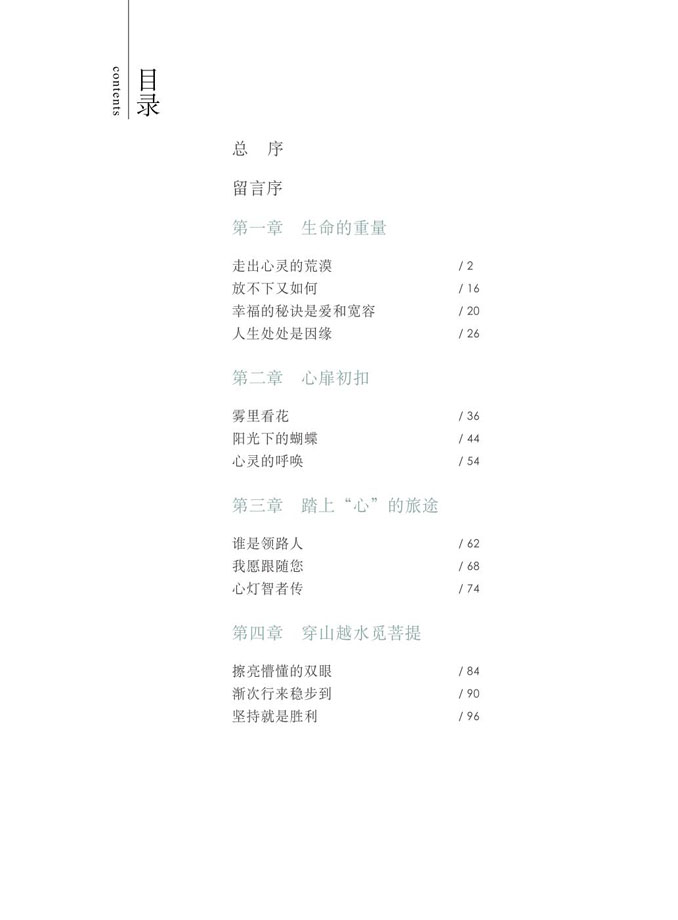 目录
contents
总 序
留言序
第一章 生命的重量
走出心灵的荒漠 / 2
放不下又如何 / 16
幸福的秘诀是爱和宽容 / 20
人生处处是因缘 / 26
第二章 心扉初扣
雾里看花 / 36
阳光下的蝴蝶 / 44
心灵的呼唤 / 54
第三章 踏上“心”的旅途
谁是领路人 / 62
我愿跟随您 / 68
心灯智者传 / 74
第四章 穿山越水觅菩提
擦亮懵懂的双眼 / 84
渐次行来稳步到 / 90
坚持就是胜利 / 96